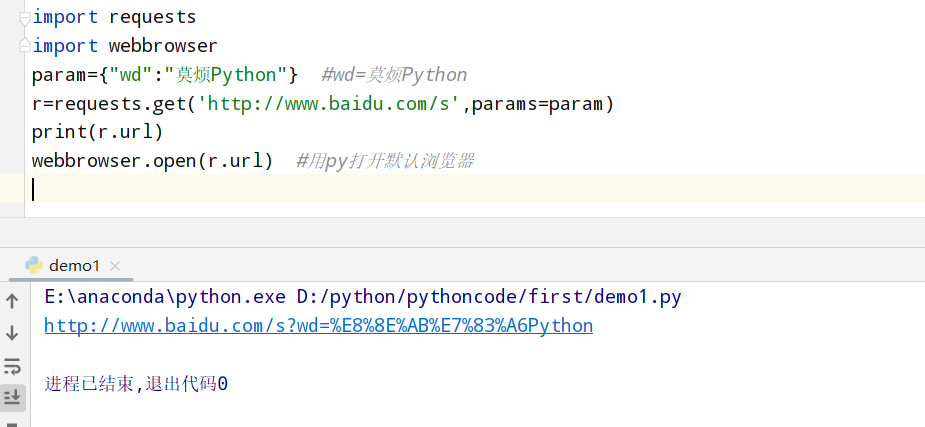 import requests
import webbrowser
param={"wd":"莫烦Python"}  #wd=莫烦Python
r=requests.get('http://www.baidu.com/s',params=param)
print(r.url)
webbrowser.open(r.url)  #用py打开默认浏览器
demo1
E:\anaconda\python.exe D:/python/pythoncode/first/demo1.py
http://www.baidu.com/s?wd=%E8%8E%AB%E7%83%A6Python
进程已结束,退出代码0